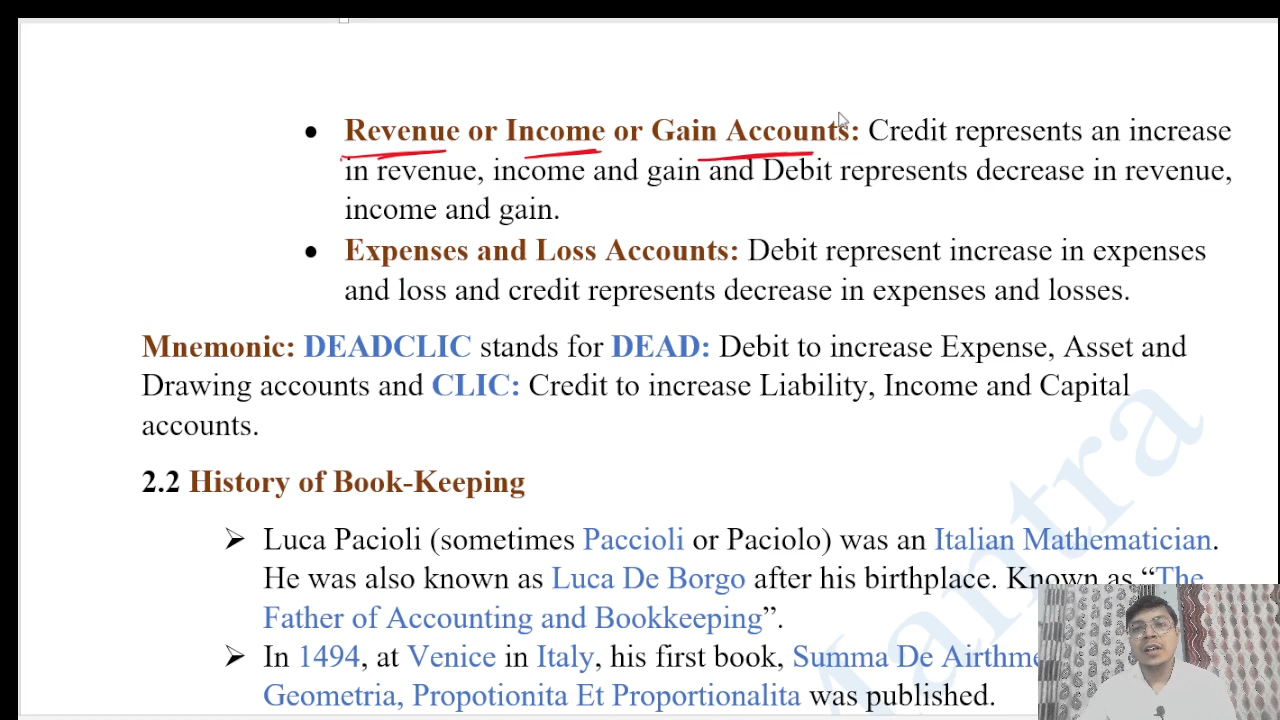 Revenue or Income or Gain Accounts: Credit represents an increase
in revenue, income and gain and Debit represents decrease in revenue,
income and gain.
Expenses and Loss Accounts: Debit represent increase in expenses
and loss and credit represents decrease in expenses and losses.
Mnemonic: DEADCLIC stands for DEAD: Debit to increase Expense, Asset and
Drawing accounts and CLIC: Credit to increase Liability, Income and Capital
accounts.
2.2 History of Book-Keeping
Luca Pacioli (sometimes Paccioli or Paciolo) was an Italian Mathematician.
He was also known as Luca De Borgo after his birthplace. Known as “The
Father of Accounting and Bookkeeping”.
In 1494, at Venice in Italy, his first book, Summa De
Geometria, Propotionita Et Proportionalita was published.
Mantra